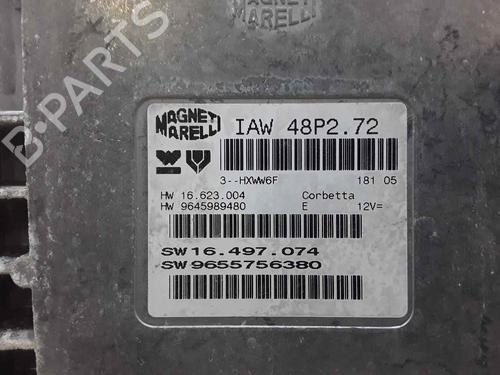 MAGNETI
MARELLI
B-PARTS
MAGNETI
MARELLI
IAW 48P2.72
3--HXWW6F 181 05
HW 16.623.004 Corbetta
HW 9645989480 E 12V=
SW16.497.074
SW9655756380